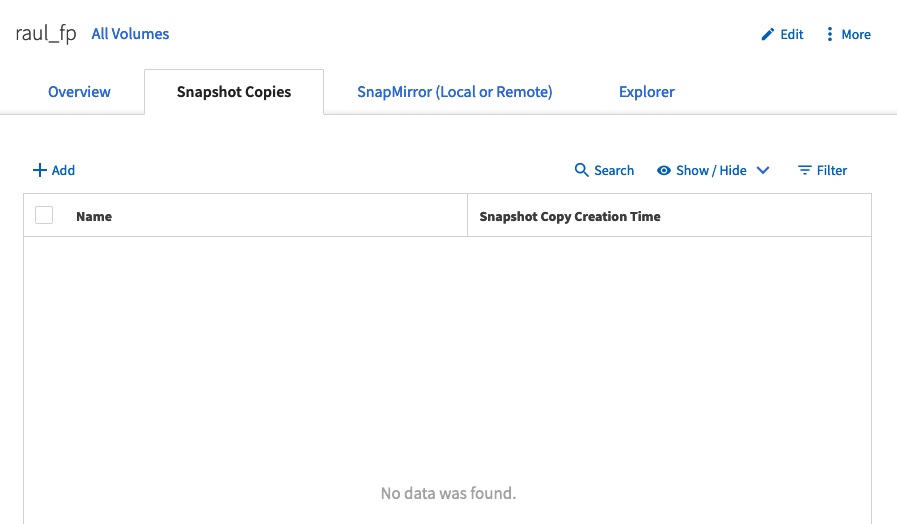 raul_fp All Volumes Edit More
Overview Snapshot Copies SnapMirror (Local or Remote) Explorer
Add Search Show / Hide Filter
Name Snapshot Copy Creation Time
No data was found.